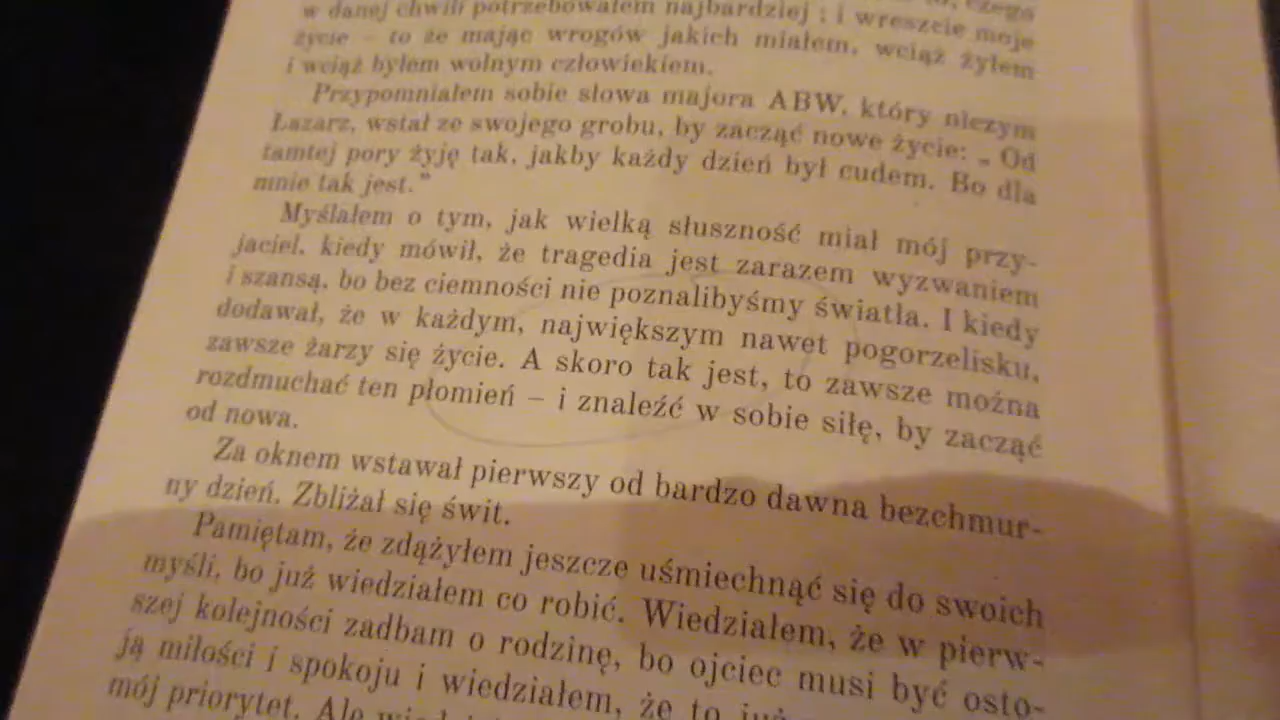 czego
w danej chwili potrzebowałem najbardziej ; i wreszcie moje
życie – to że mając wrogów jakich miałem, wciąż żyłem
i wciąż byłem wolnym człowiekiem.
Przypomniałem sobie słowa majora ABW, który niczym
Łazarz, wstał ze swojego grobu, by zacząć nowe życie: „ Od
tamtej pory żyję tak, jakby każdy dzień był cudem. Bo dla
mnie tak jest.”
Myślałem o tym, jak wielką słuszność miał mój przy-
jaciel, kiedy mówił, że tragedia jest zarazem wyzwaniem
i szansą, bo bez ciemności nie poznalibyśmy światła. I kiedy
dodawał, że w każdym, największym nawet pogorzelisku,
zawsze żarzy się życie. A skoro tak jest, to zawsze można
rozdmuchać ten płomień – i znaleźć w sobie siłę, by zacząć
od nowa.
Za oknem wstawał pierwszy od bardzo dawna bezchmur-
ny dzień. Zbliżał się świt.
Pamiętam, że zdążyłem jeszcze uśmiechnąć się do swoich
myśli, bo już wiedziałem co robić. Wiedziałem, że w pierw-
szej kolejności zadbam o rodzinę, bo ojciec musi być osto-
ją miłości i spokoju i wiedziałem, że to już
mój priorytet. Ale